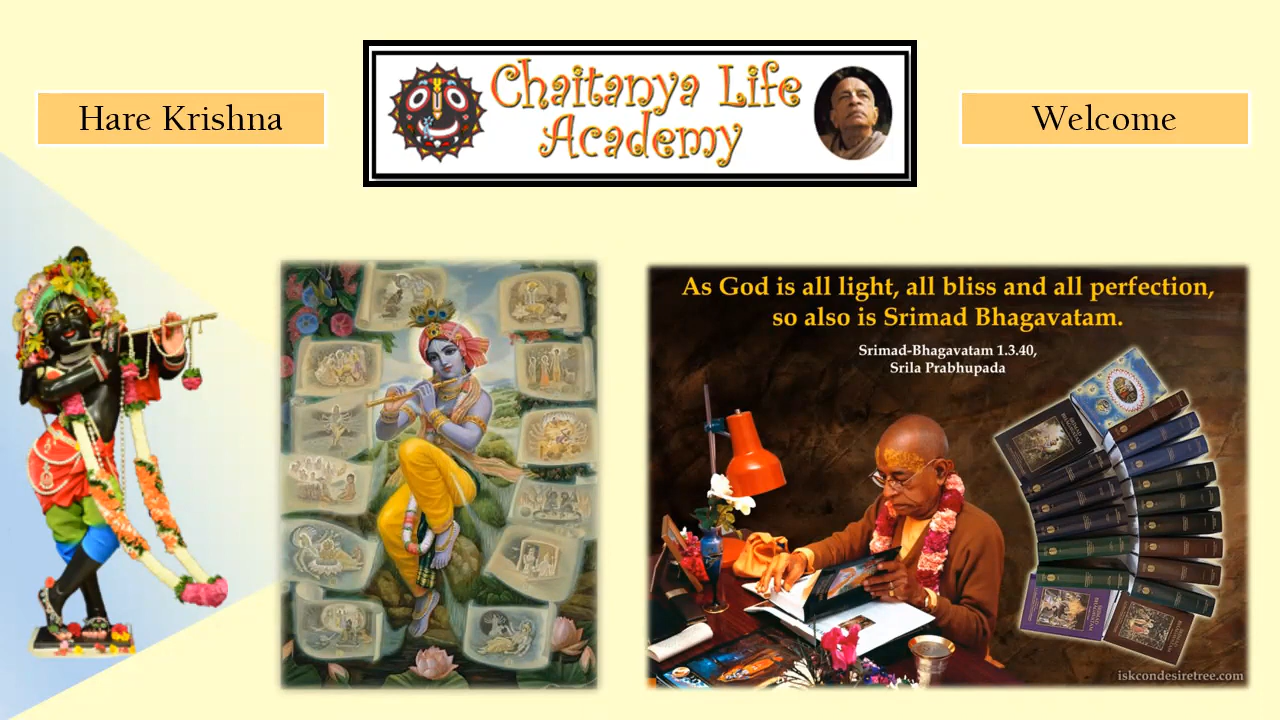 Hare Krishna
Chaitanya Life
Academy
Welcome
As God is all light, all bliss and all perfection,
so also is Srimad Bhagavatam.
Srimad-Bhagavatam 1.3.40,
Srila Prabhupada
iskcondesiretree.com